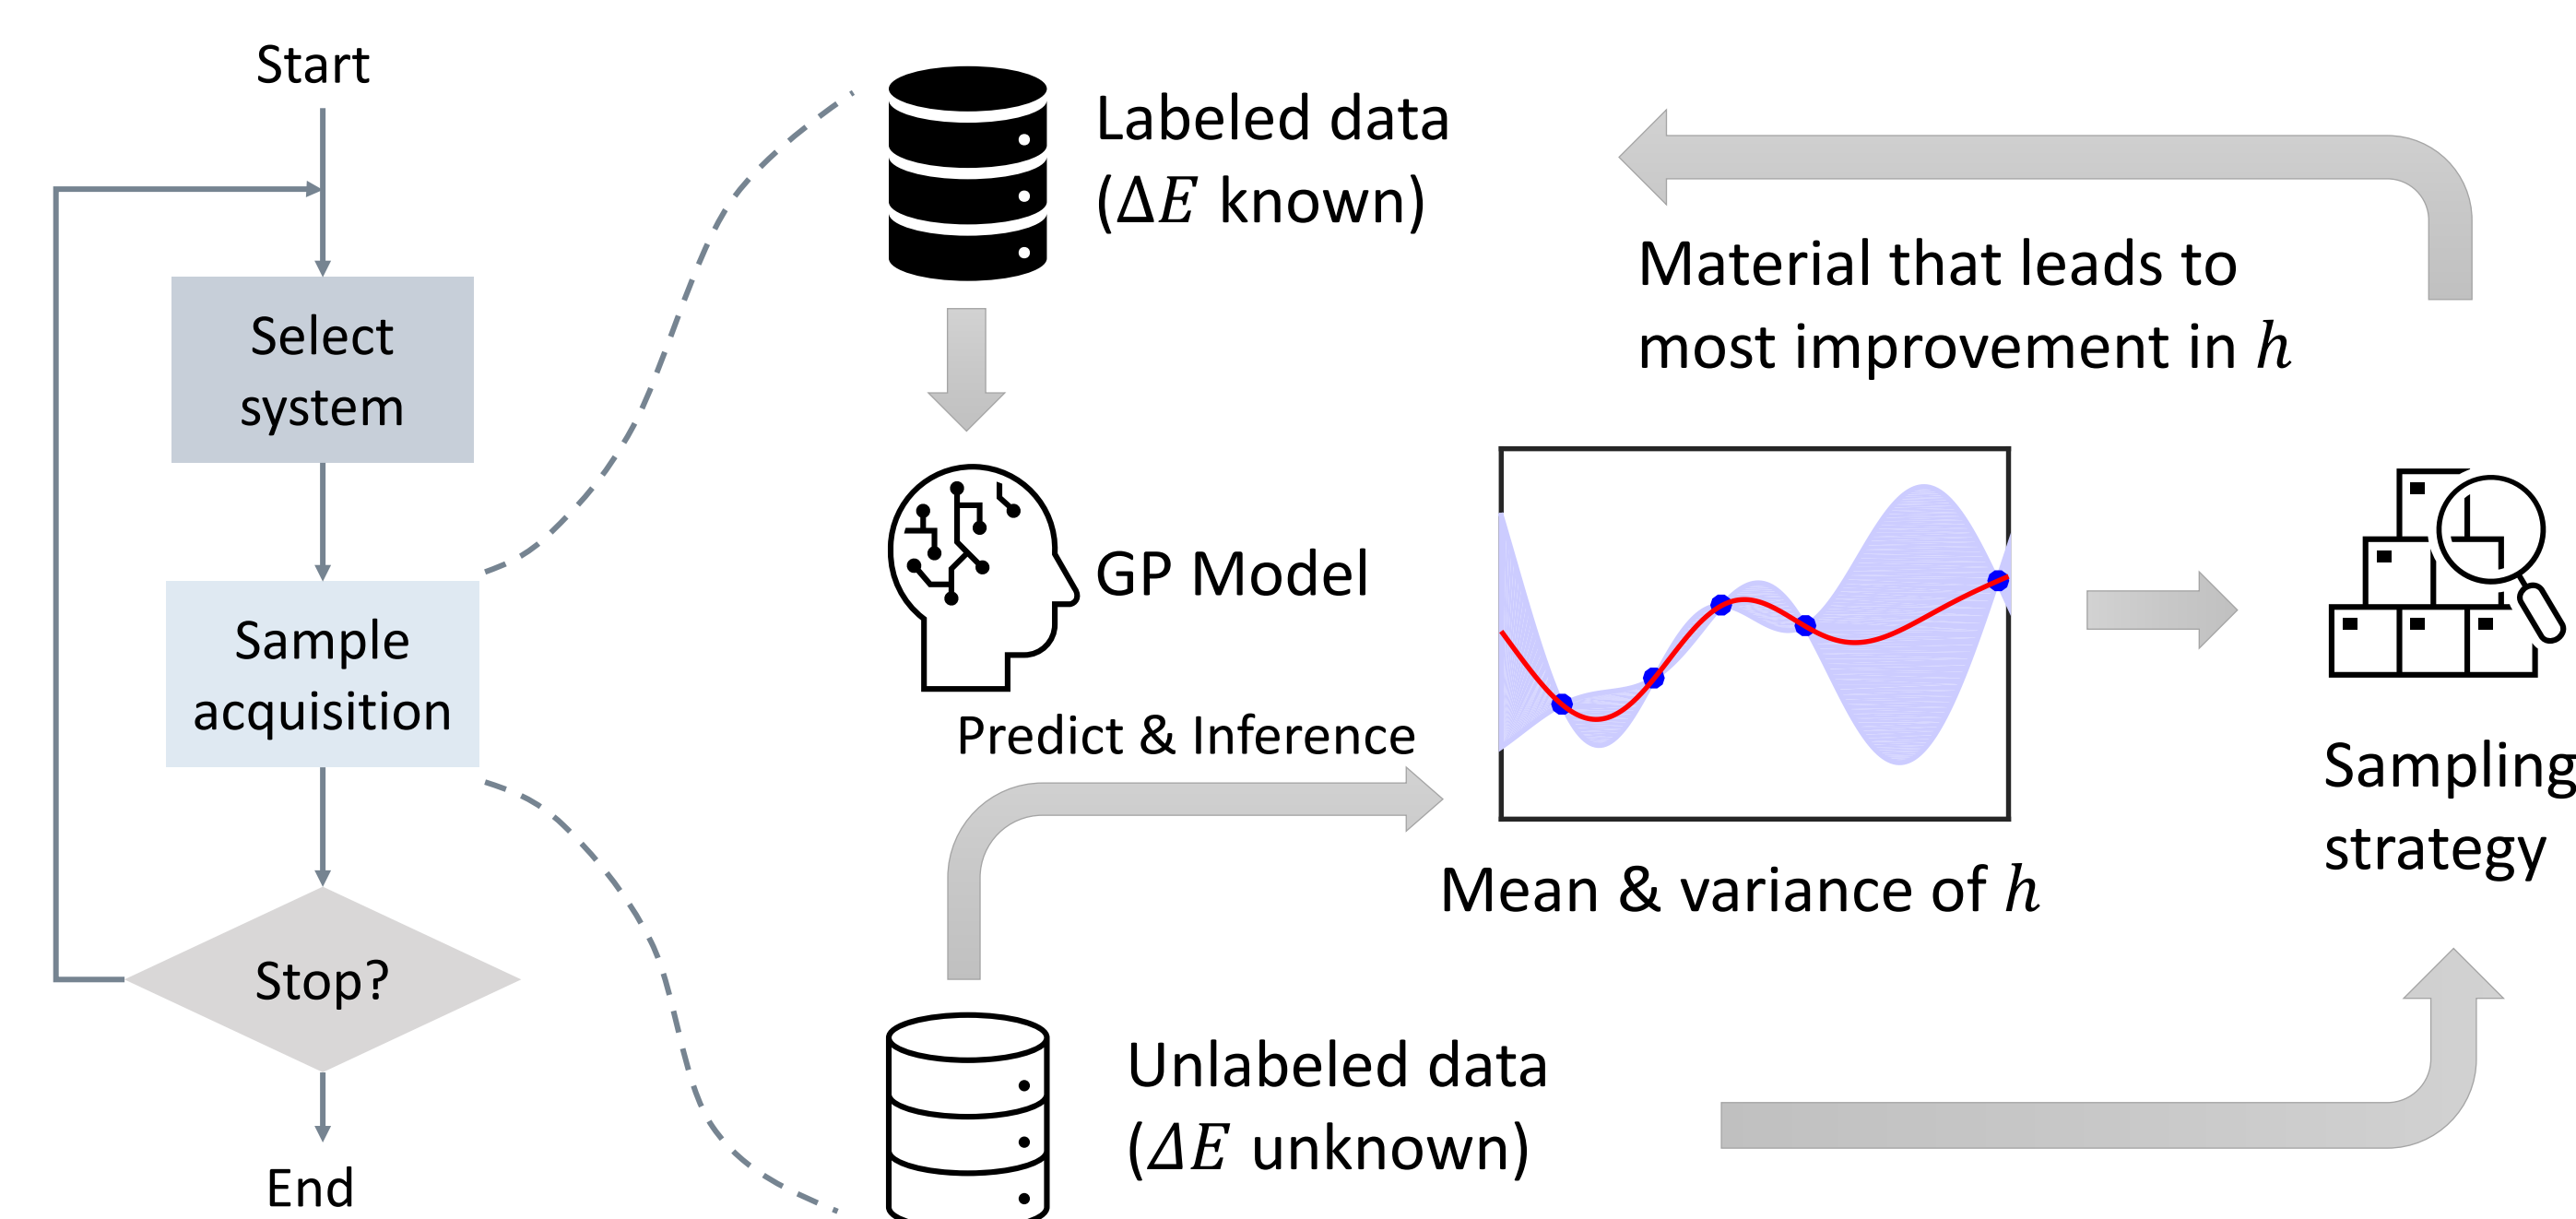 Start
Select
system
Sample
acquisition
Stop?
End
Labeled data
(Δ𝐸 known)
GP Model
Predict & Inference
Unlabeled data
(𝛥𝐸 unknown)
Mean & variance of ℎ
Material that leads to
most improvement in ℎ
Sampling
strategy